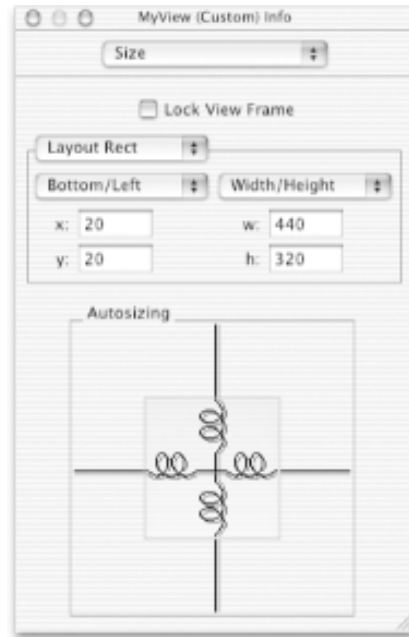 MyView (Custom) Info
Size
Lock View Frame
Layout Rect
Bottom/Left Width/Height
x: 20 w: 440
y: 20 h: 320
Autosizing